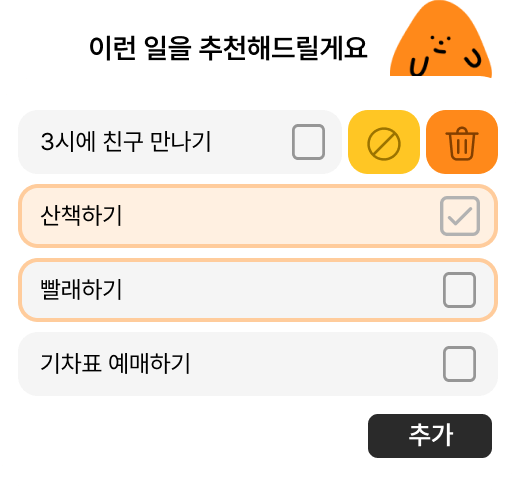 이런 일을 추천해드릴게요
3시에 친구 만나기
산책하기
빨래하기
기차표 예매하기
추가